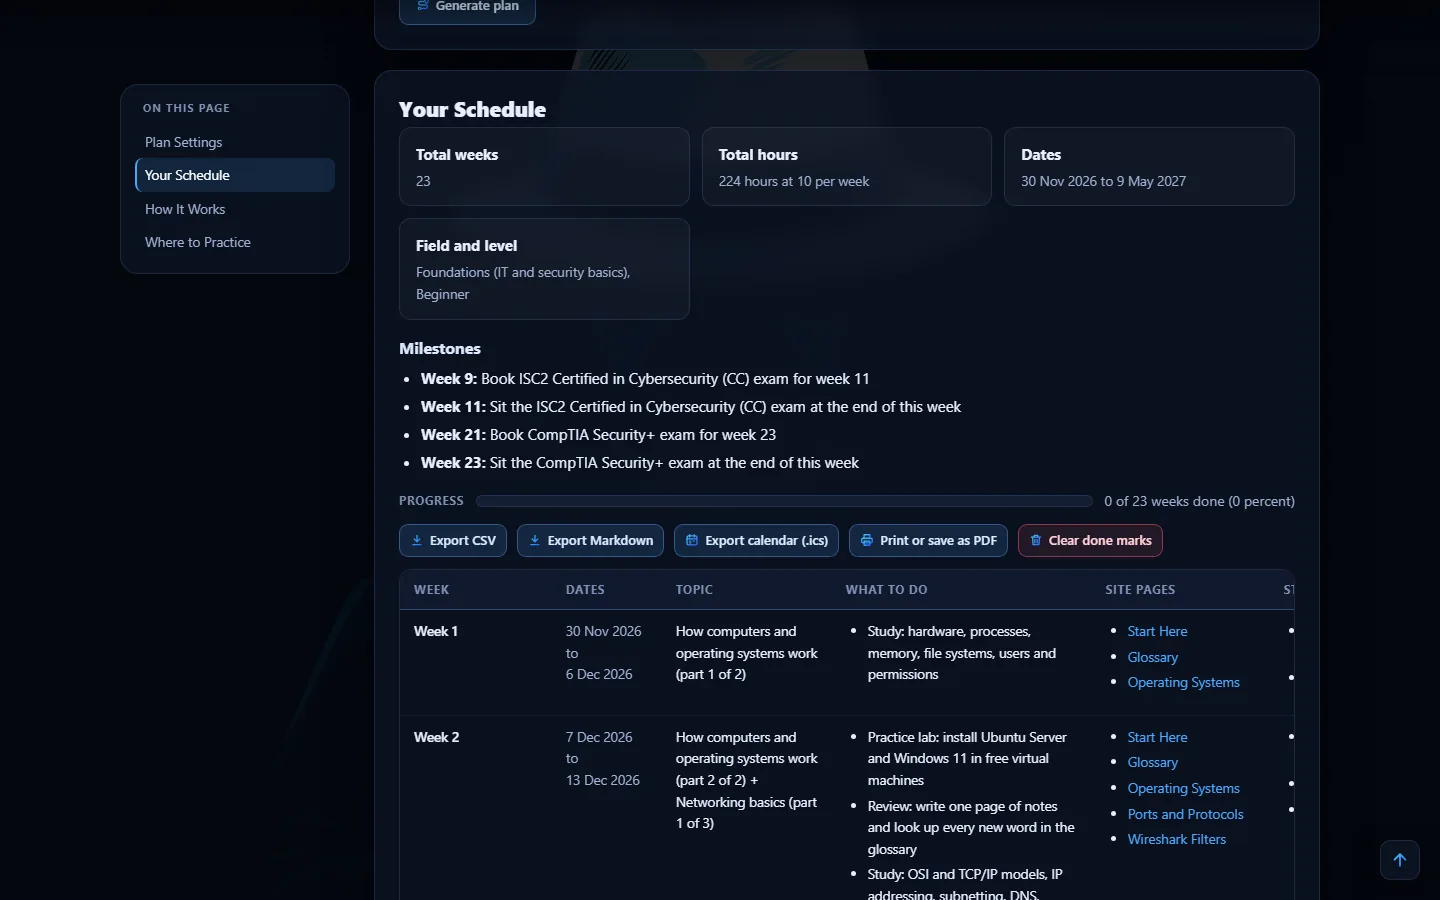 Generate plan
ON THIS PAGE
Plan Settings
Your Schedule
How It Works
Where to Practice
Your Schedule
Total weeks
23
Total hours
224 hours at 10 per week
Dates
30 Nov 2026 to 9 May 2027
Field and level
Foundations (IT and security basics),
Beginner
Milestones
Week 9: Book ISC2 Certified in Cybersecurity (CC) exam for week 11
Week 11: Sit the ISC2 Certified in Cybersecurity (CC) exam at the end of this week
Week 21: Book CompTIA Security+ exam for week 23
Week 23: Sit the CompTIA Security+ exam at the end of this week
PROGRESS 0 of 23 weeks done (0 percent)
Export CSV Export Markdown Export calendar (.ics) Print or save as PDF Clear done marks
WEEK DATES TOPIC WHAT TO DO SITE PAGES
Week 1
30 Nov 2026
to
6 Dec 2026
How computers and
operating systems work
(part 1 of 2)
Study: hardware, processes,
memory, file systems, users and
permissions
Start Here
Glossary
Operating Systems
Week 2
7 Dec 2026
to
13 Dec 2026
How computers and
operating systems work
(part 2 of 2) +
Networking basics (part
1 of 3)
Practice lab: install Ubuntu Server
and Windows 11 in free virtual
machines
Review: write one page of notes
and look up every new word in the
glossary
Study: OSI and TCP/IP models, IP
addressing, subnetting, DNS,
Start Here
Glossary
Operating Systems
Ports and Protocols
Wireshark Filters